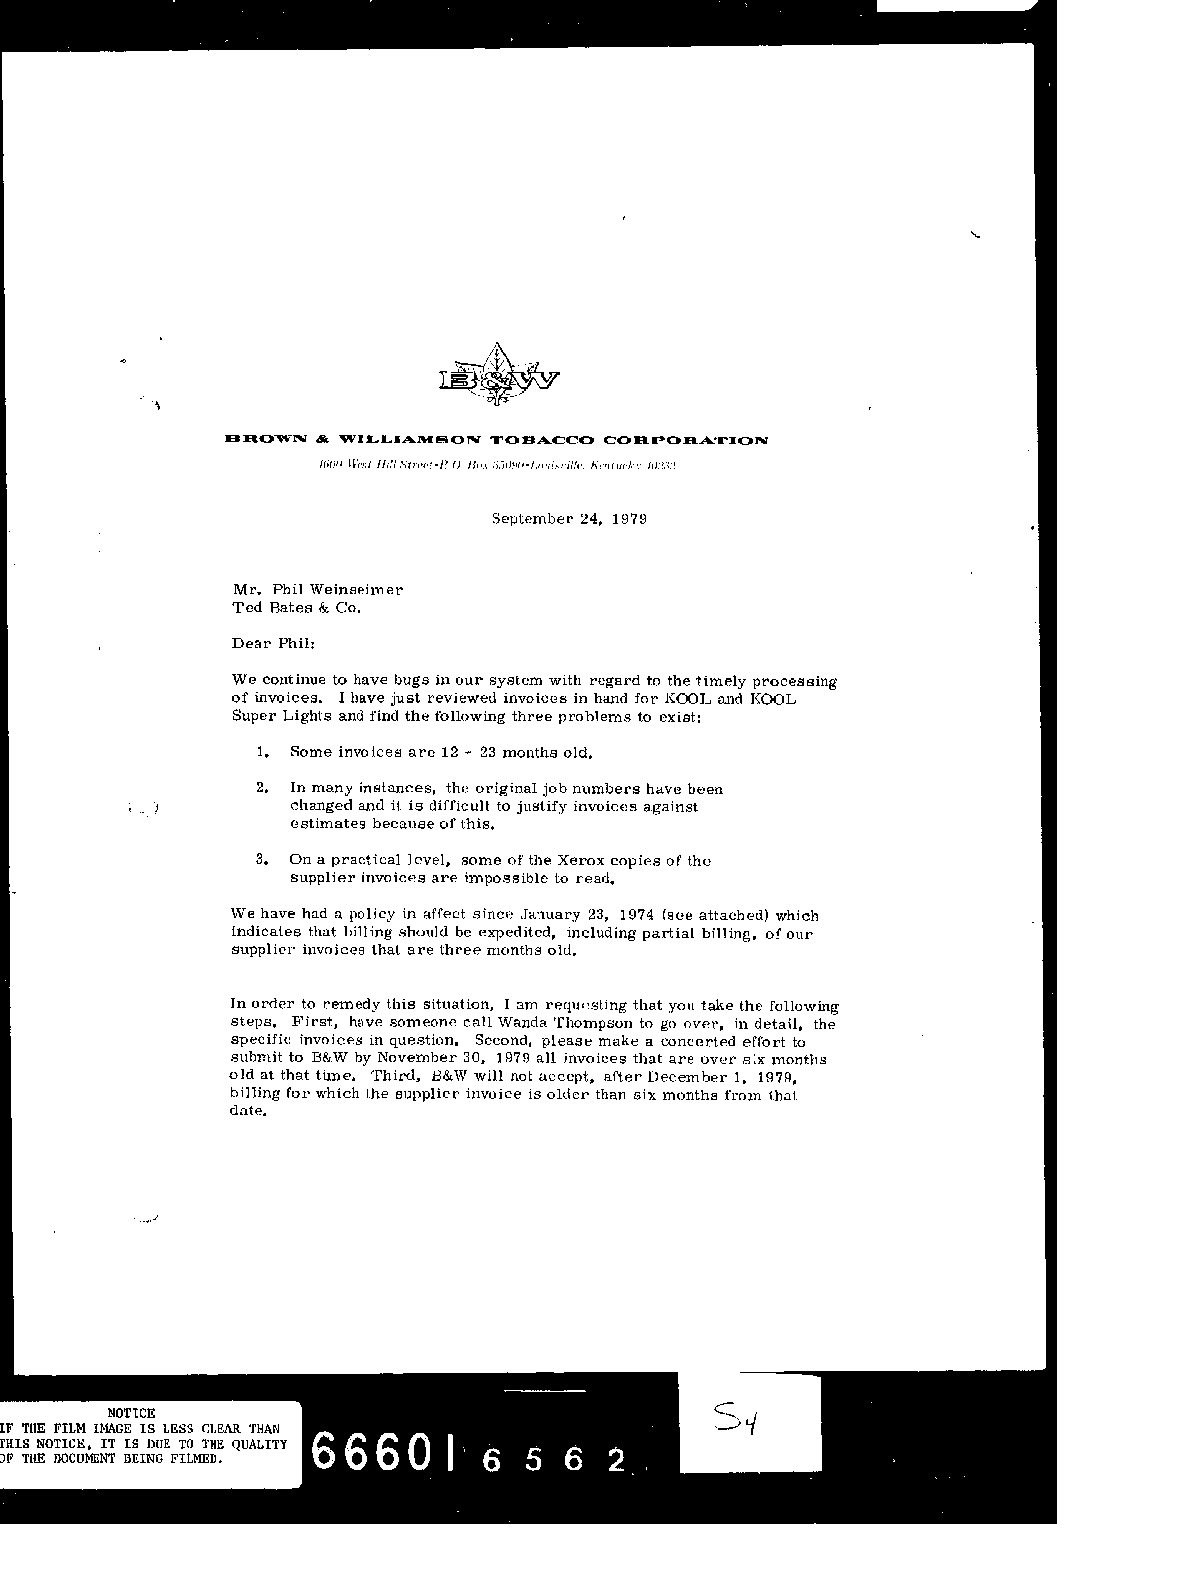 B&W
BROWN & WILLIAMSON TOBACCO CORPORATION
1600 West Hill Street-P.O. Box 35090-Louisville, Kentucky
September 24, 1979
Mr. Phil Weinseimer
Ted Bates & Co.
Dear Phil:
We continue to have bugs in our system with regard to the timely processing
of invoices. I have just reviewed invoices in hand for KOOL and KOOL
Super Lights and find the following three problems to exist:
1. Some invoices are 12 - 23 months old.
2. In many instances, the original job numbers have been
changed and it is difficult to justify invoices against
estimates because of this.
3. On a practical level, some of the Xerox copies of the
supplier invoices are impossible to read.
We have had a policy in affect since January 23, 1974 (see attached) which
indicates that billing should be expedited, including partial billing, of our
supplier invoices that are three months old.
In order to remedy this situation, I am requesting that you take the following
steps. First, have someone call Wanda Thompson to go over, in detail, the
specific invoices in question. Second, please make a concerted effort to
submit to B&W by November 30, 1979 all invoices that are over six months
old at that time. Third, B&W will not accept, after December 1, 1979,
billing for which the supplier invoice is older than six months from that
date.
NOTICE
IF THE FILM IMAGE IS LESS CLEAR THAN
THIS NOTICE, IT IS DUE TO THE QUALITY
OF THE DOCUMENT BEING FILMED.
66601 6562
S4